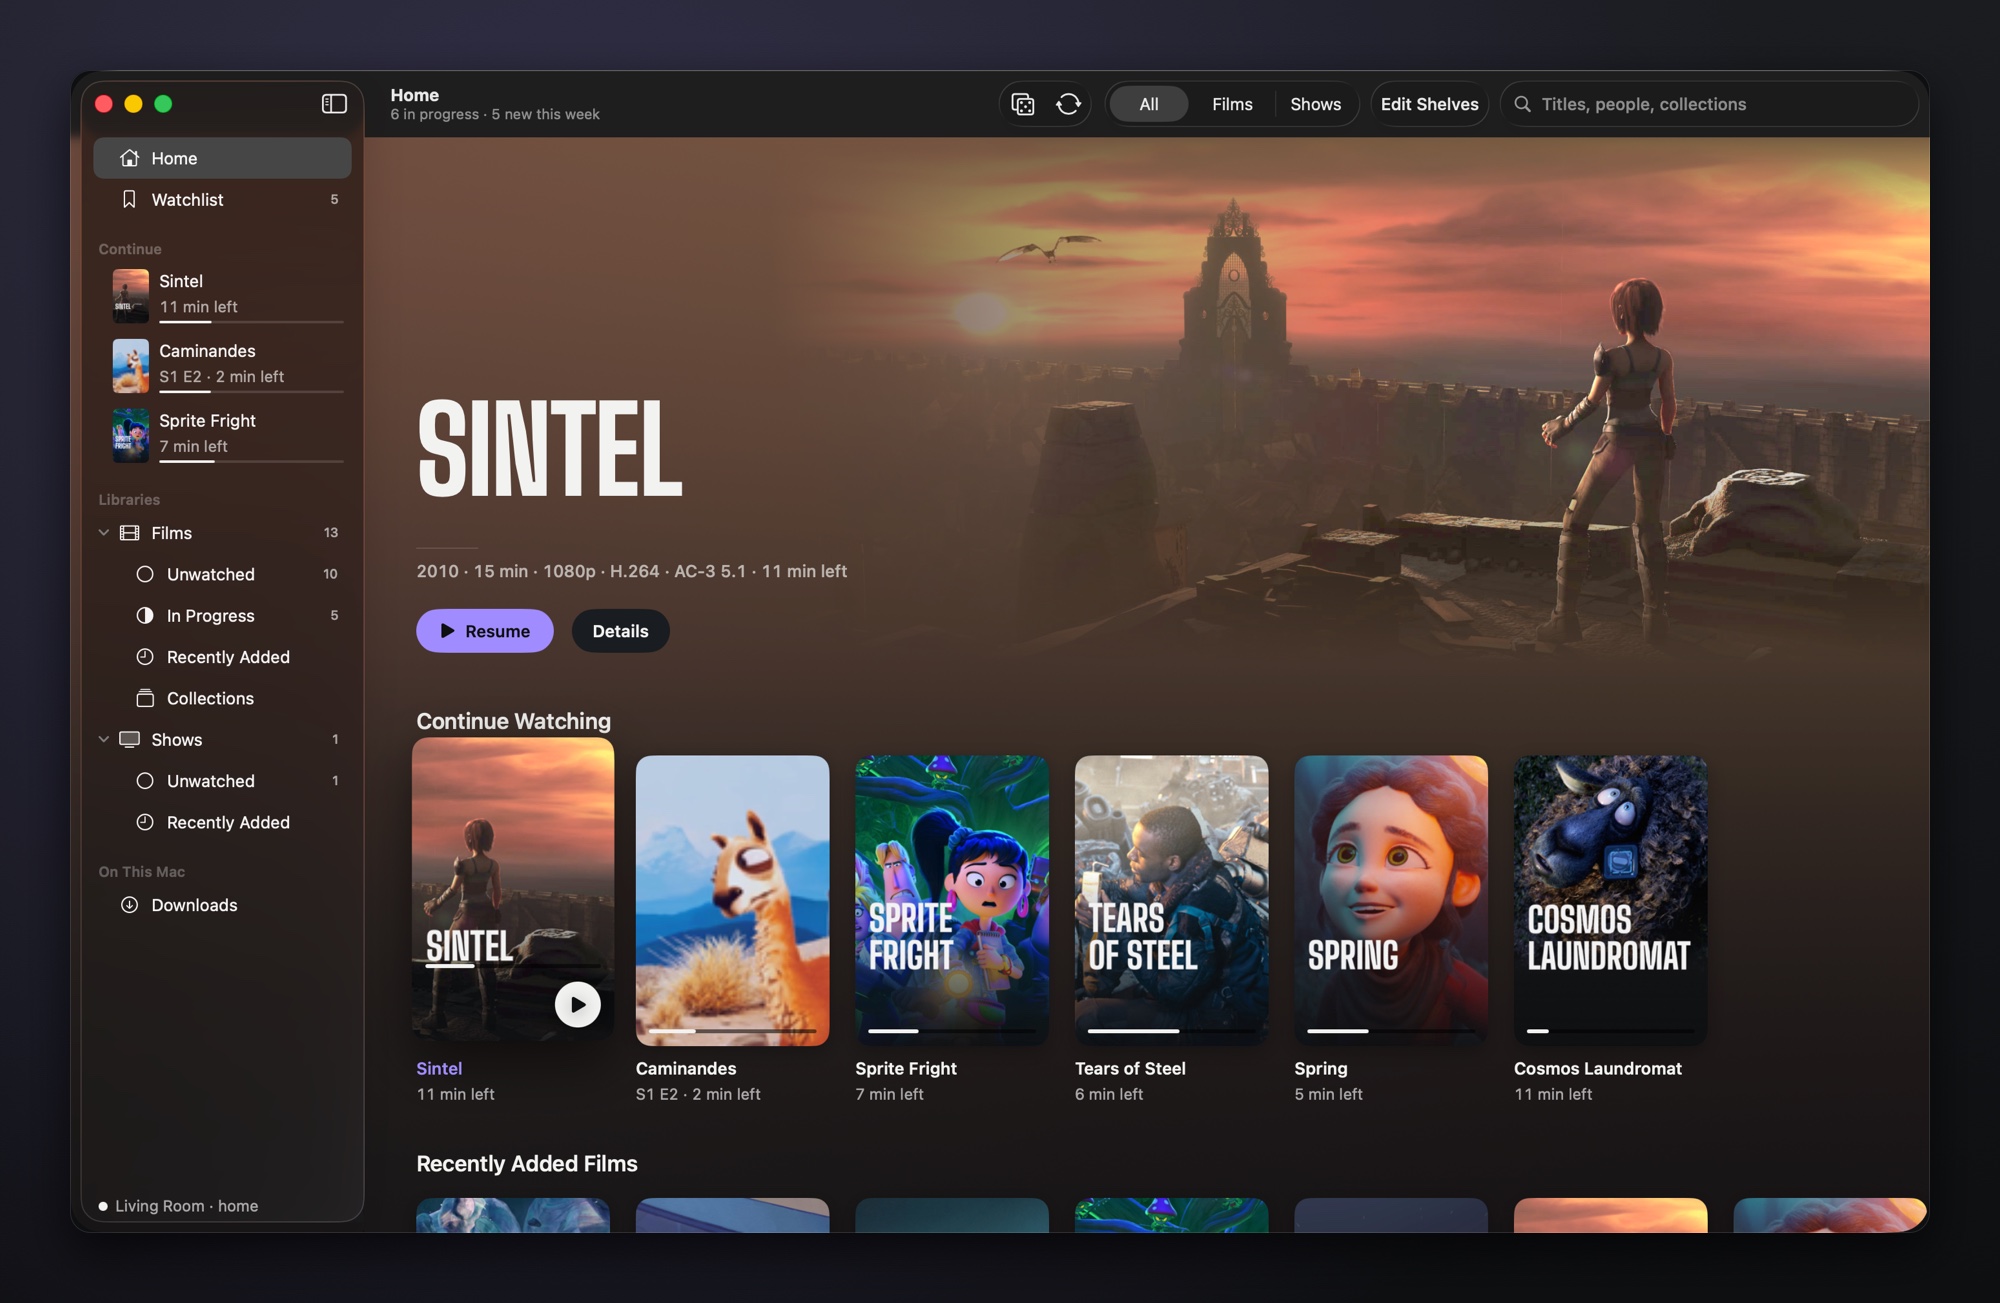 Home
6 in progress · 5 new this week
All
Films
Shows
Edit Shelves
Titles, people, collections
Home
Watchlist 5
Continue
SINTEL
Sintel
11 min left
Caminandes
S1 E2 · 2 min left
SPRITE
FRIGHT
Sprite Fright
7 min left
Libraries
Films 13
Unwatched 10
In Progress 5
Recently Added
Collections
Shows 1
Unwatched 1
Recently Added
On This Mac
Downloads
Living Room · home
SINTEL
2010 · 15 min · 1080p · H.264 · AC-3 5.1 · 11 min left
Resume
Details
Continue Watching
SINTEL
Sintel
11 min left
Caminandes
S1 E2 · 2 min left
SPRITE
FRIGHT
Sprite Fright
7 min left
TEARS
OF STEEL
Tears of Steel
6 min left
SPRING
Spring
5 min left
COSMOS
LAUNDROMAT
Cosmos Laundromat
11 min left
Recently Added Films